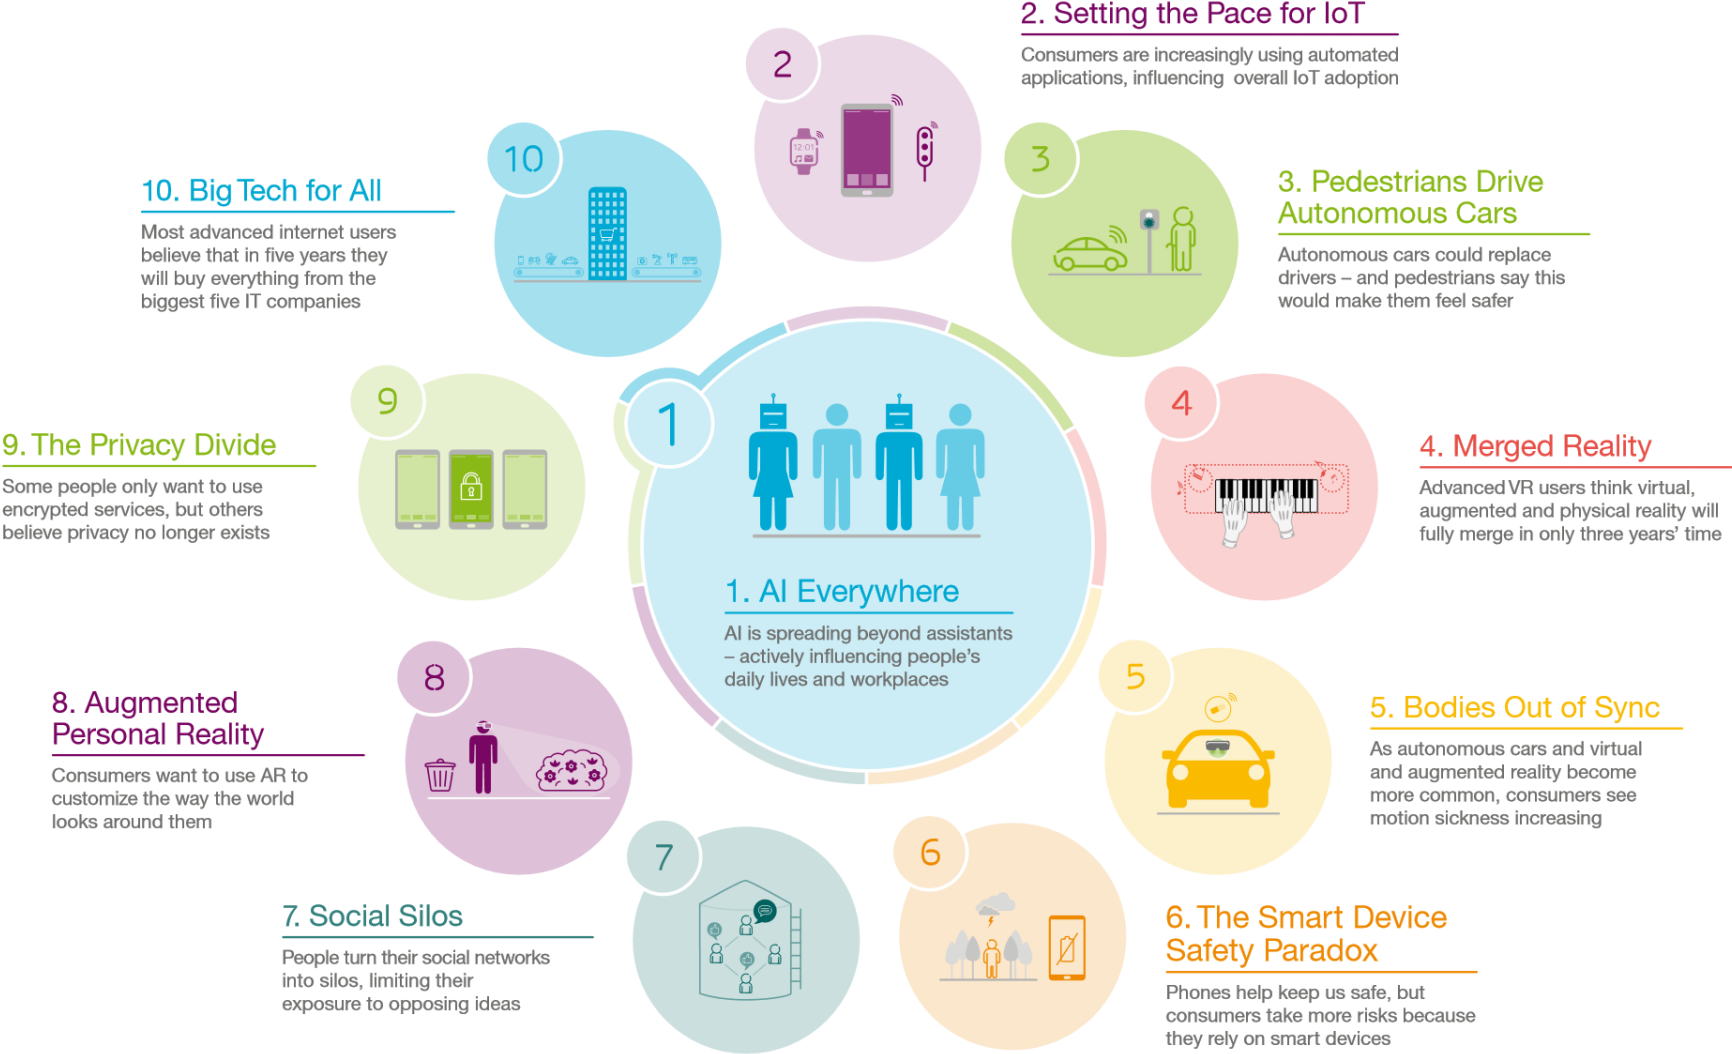 2. Setting the Pace for IoT
Consumers are increasingly using automated
applications, influencing overall IoT adoption
2
12:01
3
3. Pedestrians Drive
Autonomous Cars
Autonomous cars could replace
drivers – and pedestrians say this
would make them feel safer
4
4. Merged Reality
Advanced VR users think virtual,
augmented and physical reality will
fully merge in only three years’ time
5
5. Bodies Out of Sync
As autonomous cars and virtual
and augmented reality become
more common, consumers see
motion sickness increasing
6
6. The Smart Device
Safety Paradox
Phones help keep us safe, but
consumers take more risks because
they rely on smart devices
7
7. Social Silos
People turn their social networks
into silos, limiting their
exposure to opposing ideas
8
8. Augmented
Personal Reality
Consumers want to use AR to
customize the way the world
looks around them
9
9. The Privacy Divide
Some people only want to use
encrypted services, but others
believe privacy no longer exists
10
10. Big Tech for All
Most advanced internet users
believe that in five years they
will buy everything from the
biggest five IT companies
1
1. AI Everywhere
AI is spreading beyond assistants
– actively influencing people’s
daily lives and workplaces